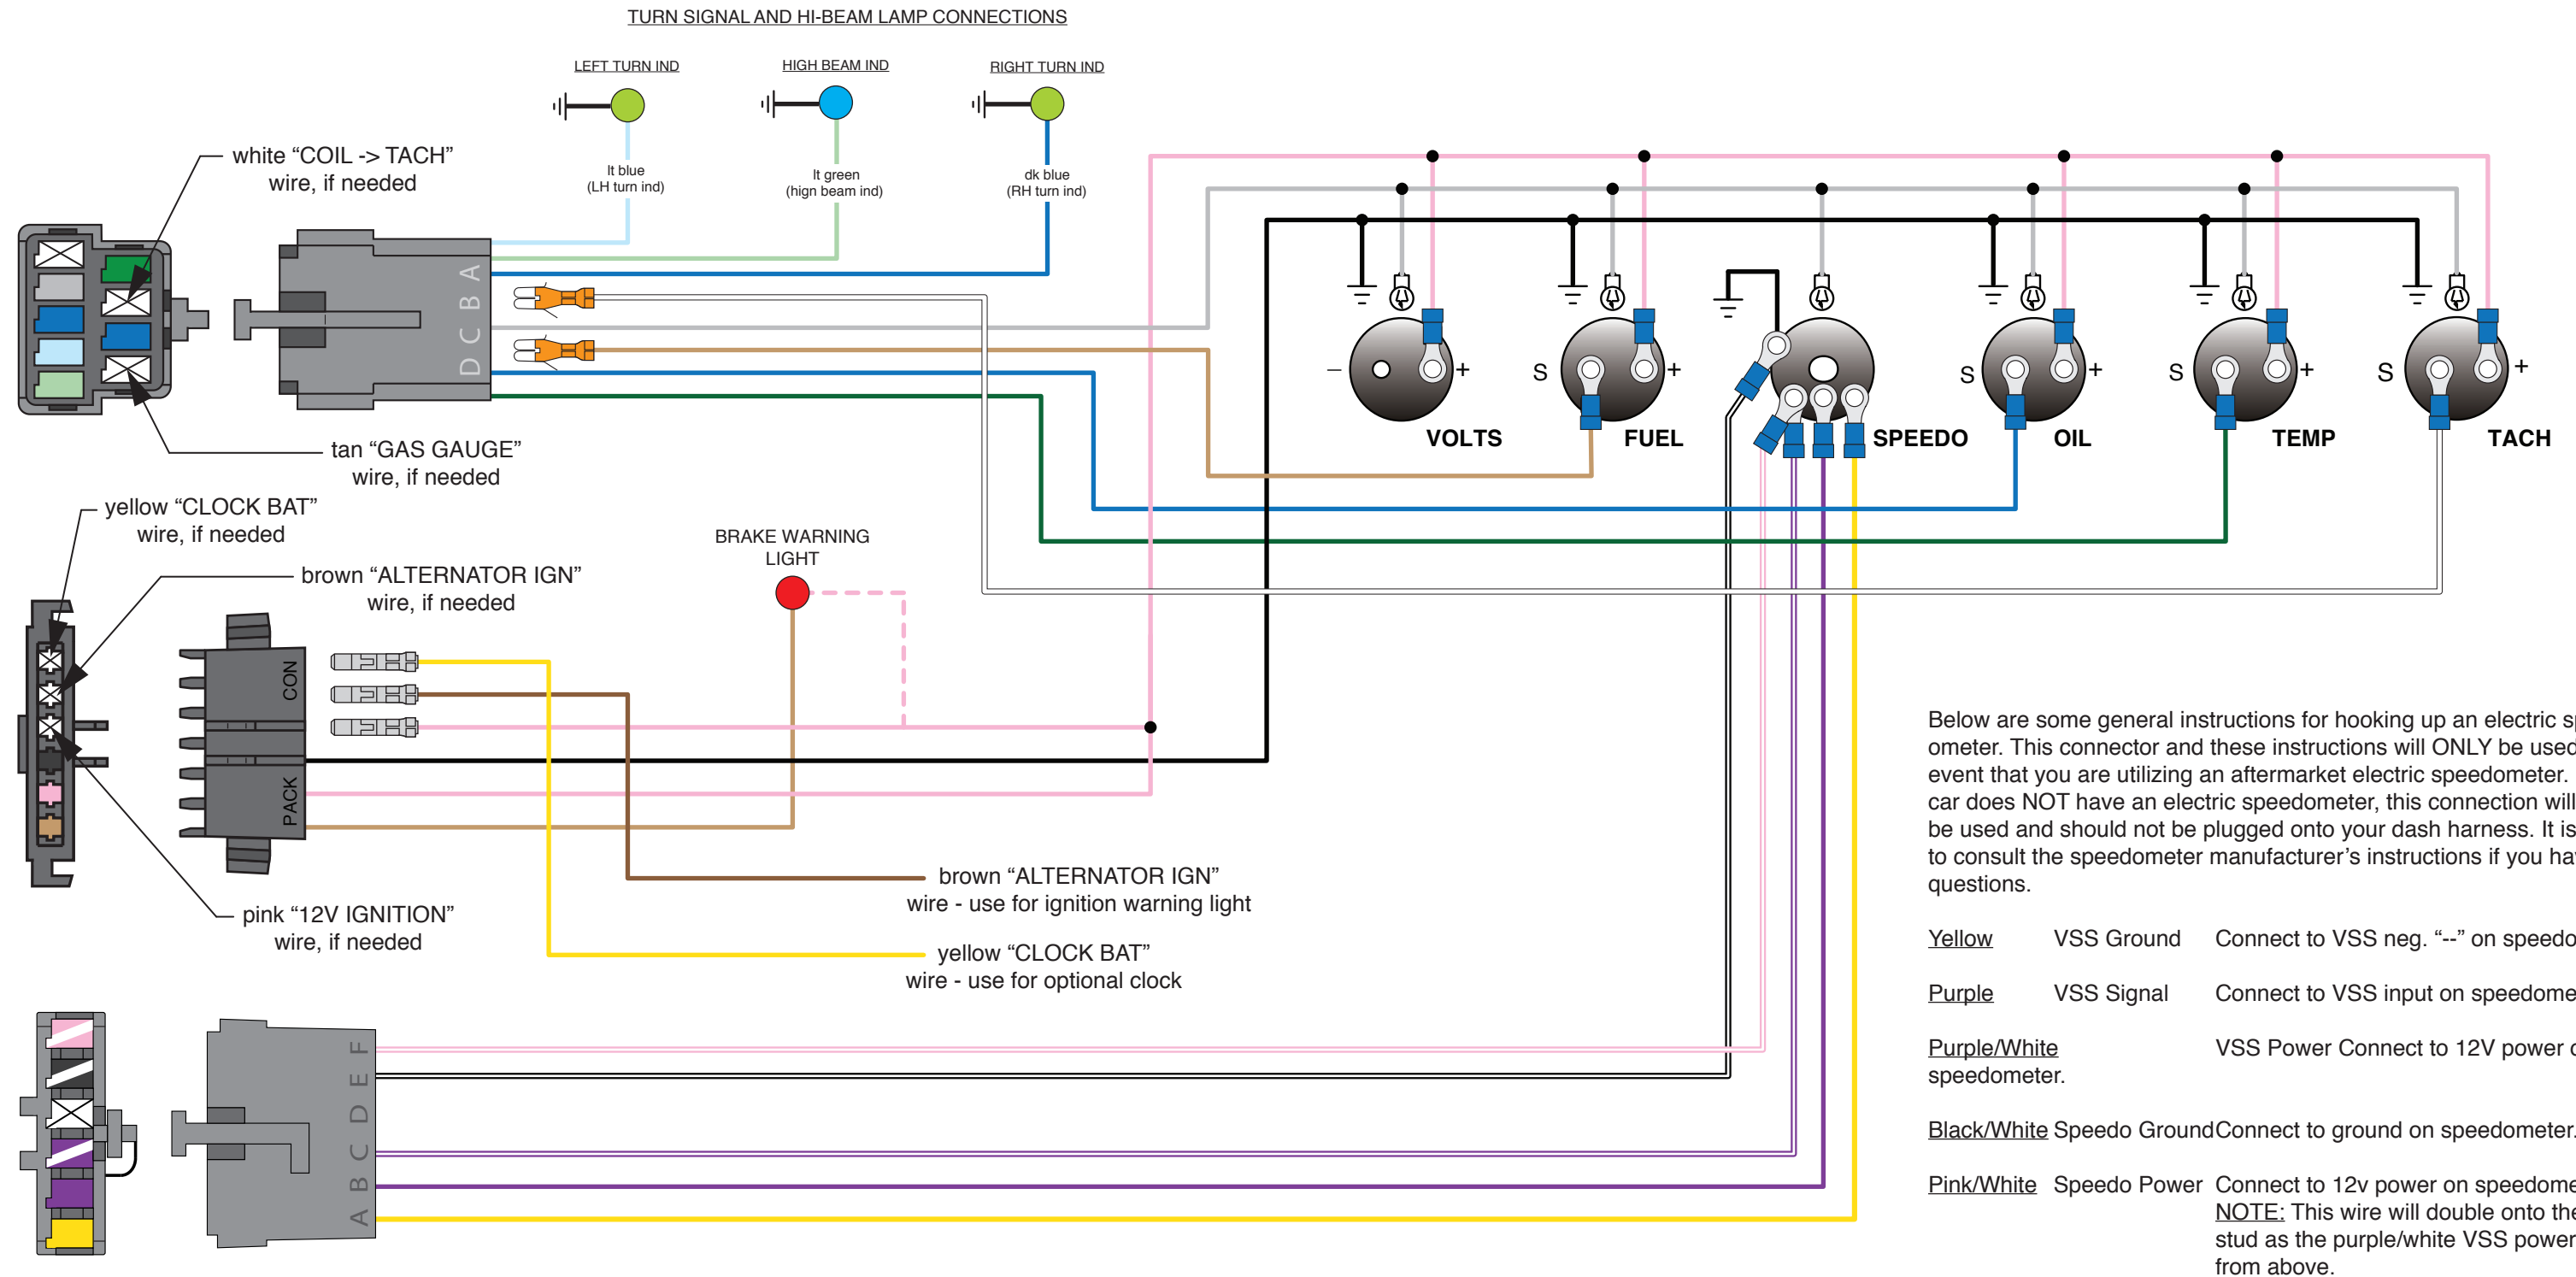 TURN SIGNAL AND HI-BEAM LAMP CONNECTIONS
LEFT TURN IND
HIGH BEAM IND
RIGHT TURN IND
white “COIL -> TACH”
wire, if needed
lt blue
(LH turn ind)
lt green
(hign beam ind)
dk blue
(RH turn ind)
A
B
C
D
tan “GAS GAUGE”
wire, if needed
–
+
VOLTS
S
+
FUEL
SPEEDO
S
+
OIL
S
+
TEMP
S
+
TACH
yellow “CLOCK BAT”
wire, if needed
brown “ALTERNATOR IGN”
wire, if needed
BRAKE WARNING
LIGHT
CON
PACK
pink “12V IGNITION”
wire, if needed
brown “ALTERNATOR IGN”
wire - use for ignition warning light
yellow “CLOCK BAT”
wire - use for optional clock
F
E
D
C
B
A
Below are some general instructions for hooking up an electric
ometer. This connector and these instructions will ONLY be used
event that you are utilizing an aftermarket electric speedometer.
car does NOT have an electric speedometer, this connection will
be used and should not be plugged onto your dash harness. It is
to consult the speedometer manufacturer’s instructions if you
questions.
Yellow VSS Ground Connect to VSS neg. “--” on
Purple VSS Signal Connect to VSS input on
Purple/White VSS Power Connect to 12V power
speedometer.
Black/White Speedo Ground Connect to ground on speedometer.
Pink/White Speedo Power Connect to 12v power on
NOTE: This wire will double onto the
stud as the purple/white VSS power
from above.